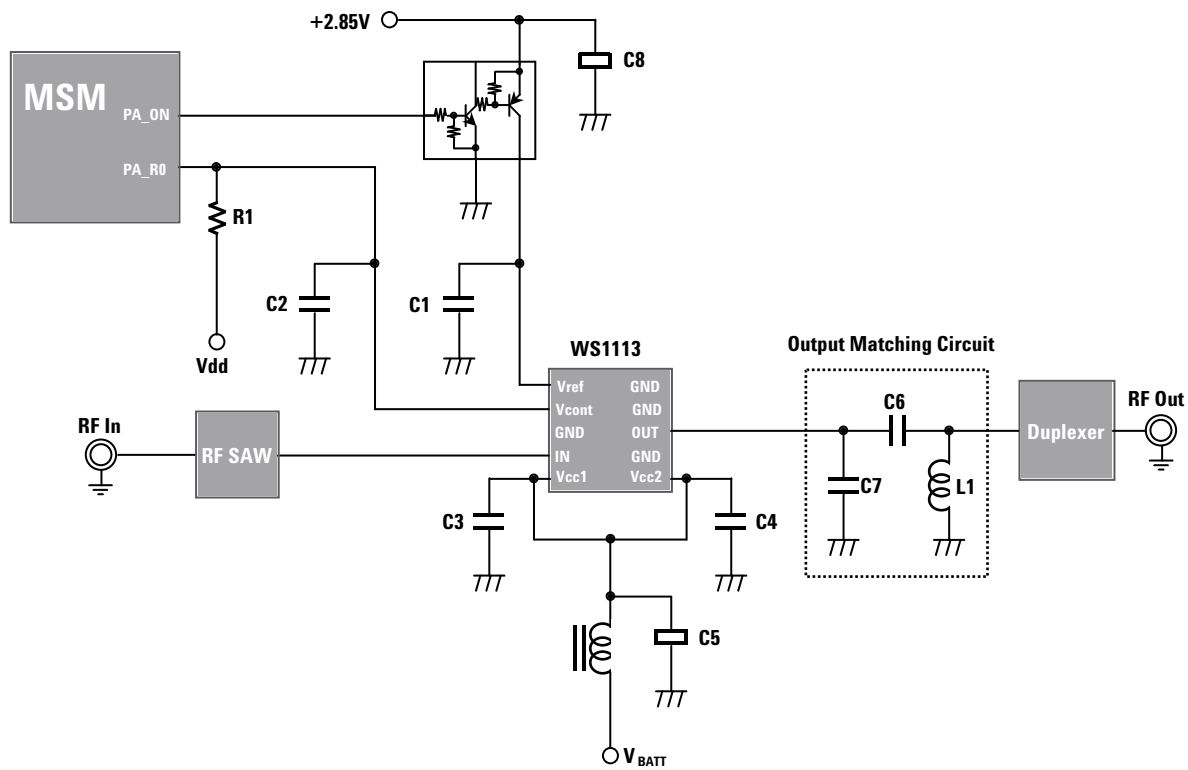 +2.85V
C8
MSM
PA_ON
PA_R0
R1
C2
C1
Vdd
WS1113
Output Matching Circuit
Vref
GND
Vcont
GND
GND
OUT
IN
GND
Vcc1
Vcc2
RF In
RF SAW
C6
C7
L1
Duplexer
RF Out
C3
C4
C5
VBATT